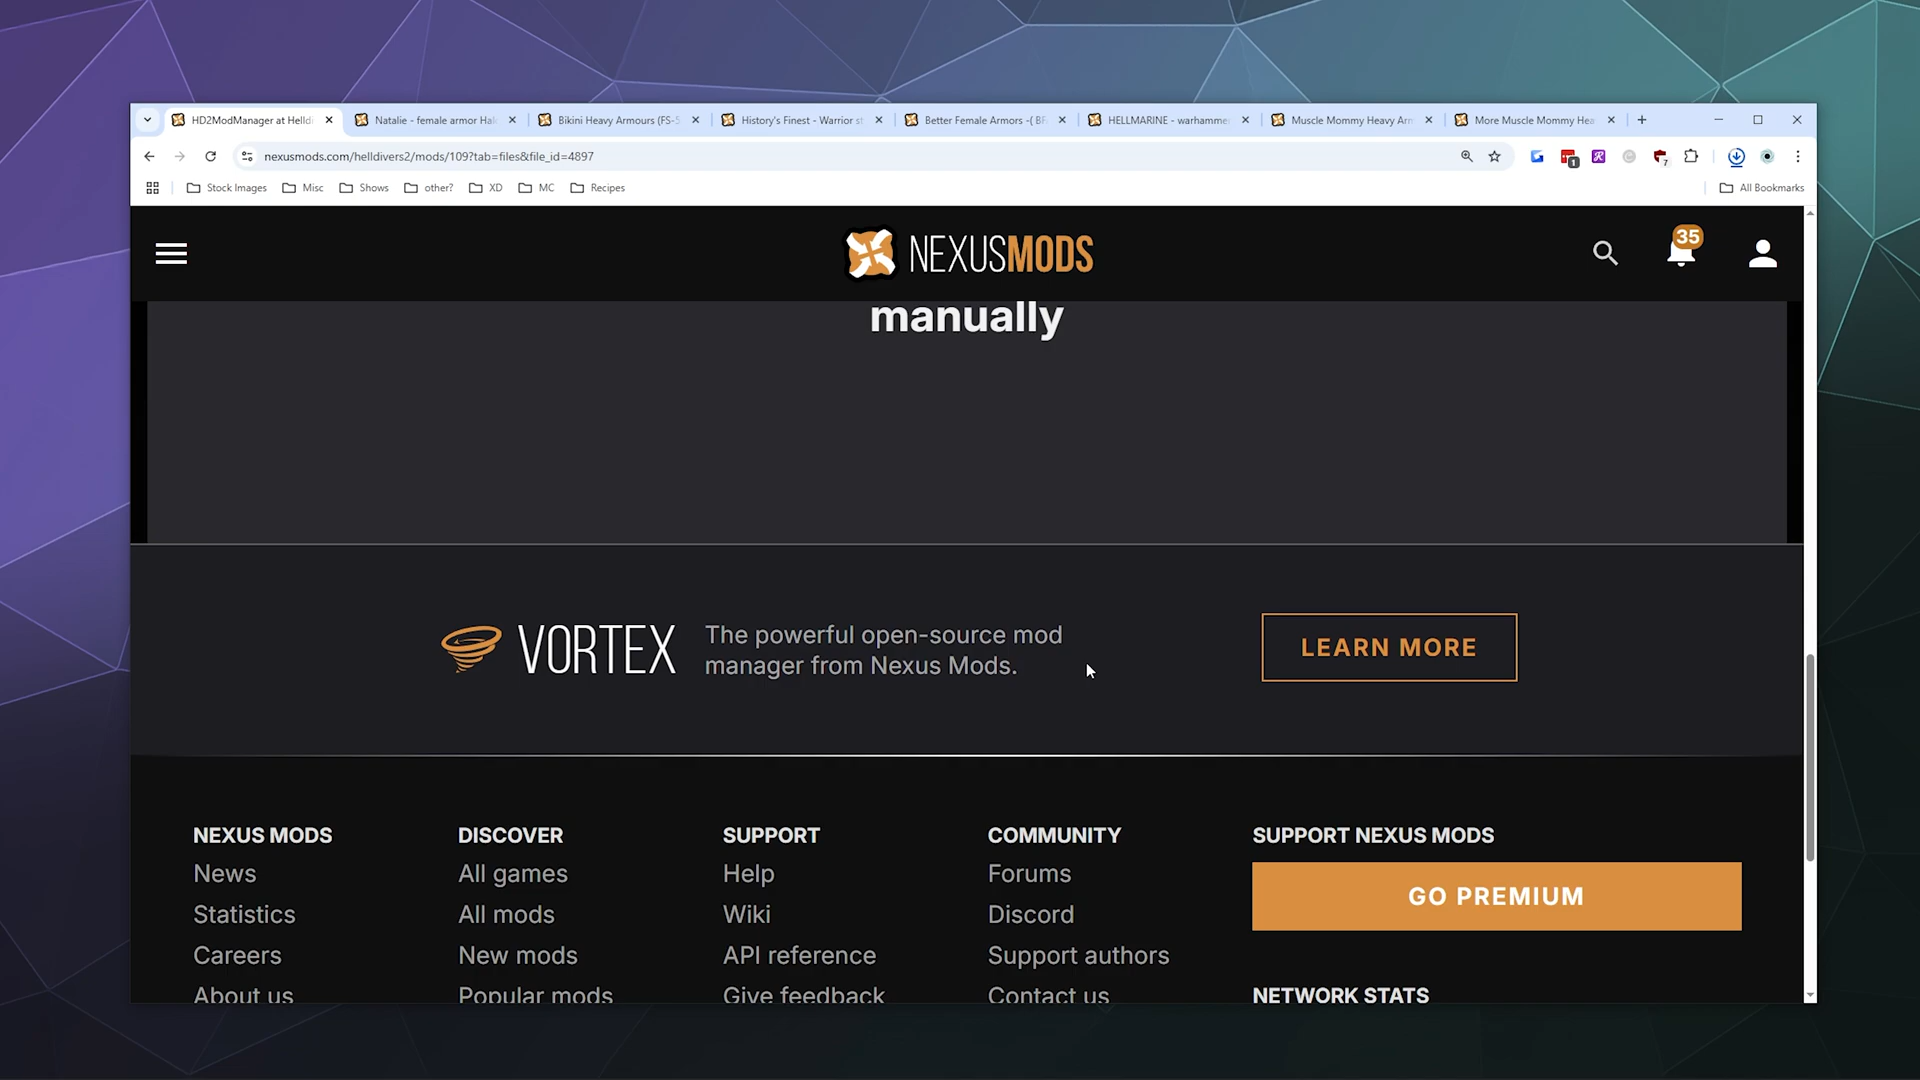 HD2ModManager at Helldi
Natalie - female armor Hal
Bikini Heavy Armours (FS-5
History's Finest - Warrior st
Better Female Armors -( BF
HELLMARINE - warhamme
Muscle Mommy Heavy Arm
More Muscle Mommy Hea
nexusmods.com/helldivers2/mods/109?tab=files&file_id=4897
1
7
Stock Images
Misc
Shows
other?
XD
MC
Recipes
All Bookmarks
NEXUSMODS
35
manually
VORTEX
The powerful open-source mod
manager from Nexus Mods.
LEARN MORE
NEXUS MODS
News
Statistics
Careers
About us
DISCOVER
All games
All mods
New mods
Popular mods
SUPPORT
Help
Wiki
API reference
Give feedback
COMMUNITY
Forums
Discord
Support authors
Contact us
SUPPORT NEXUS MODS
GO PREMIUM
NETWORK STATS